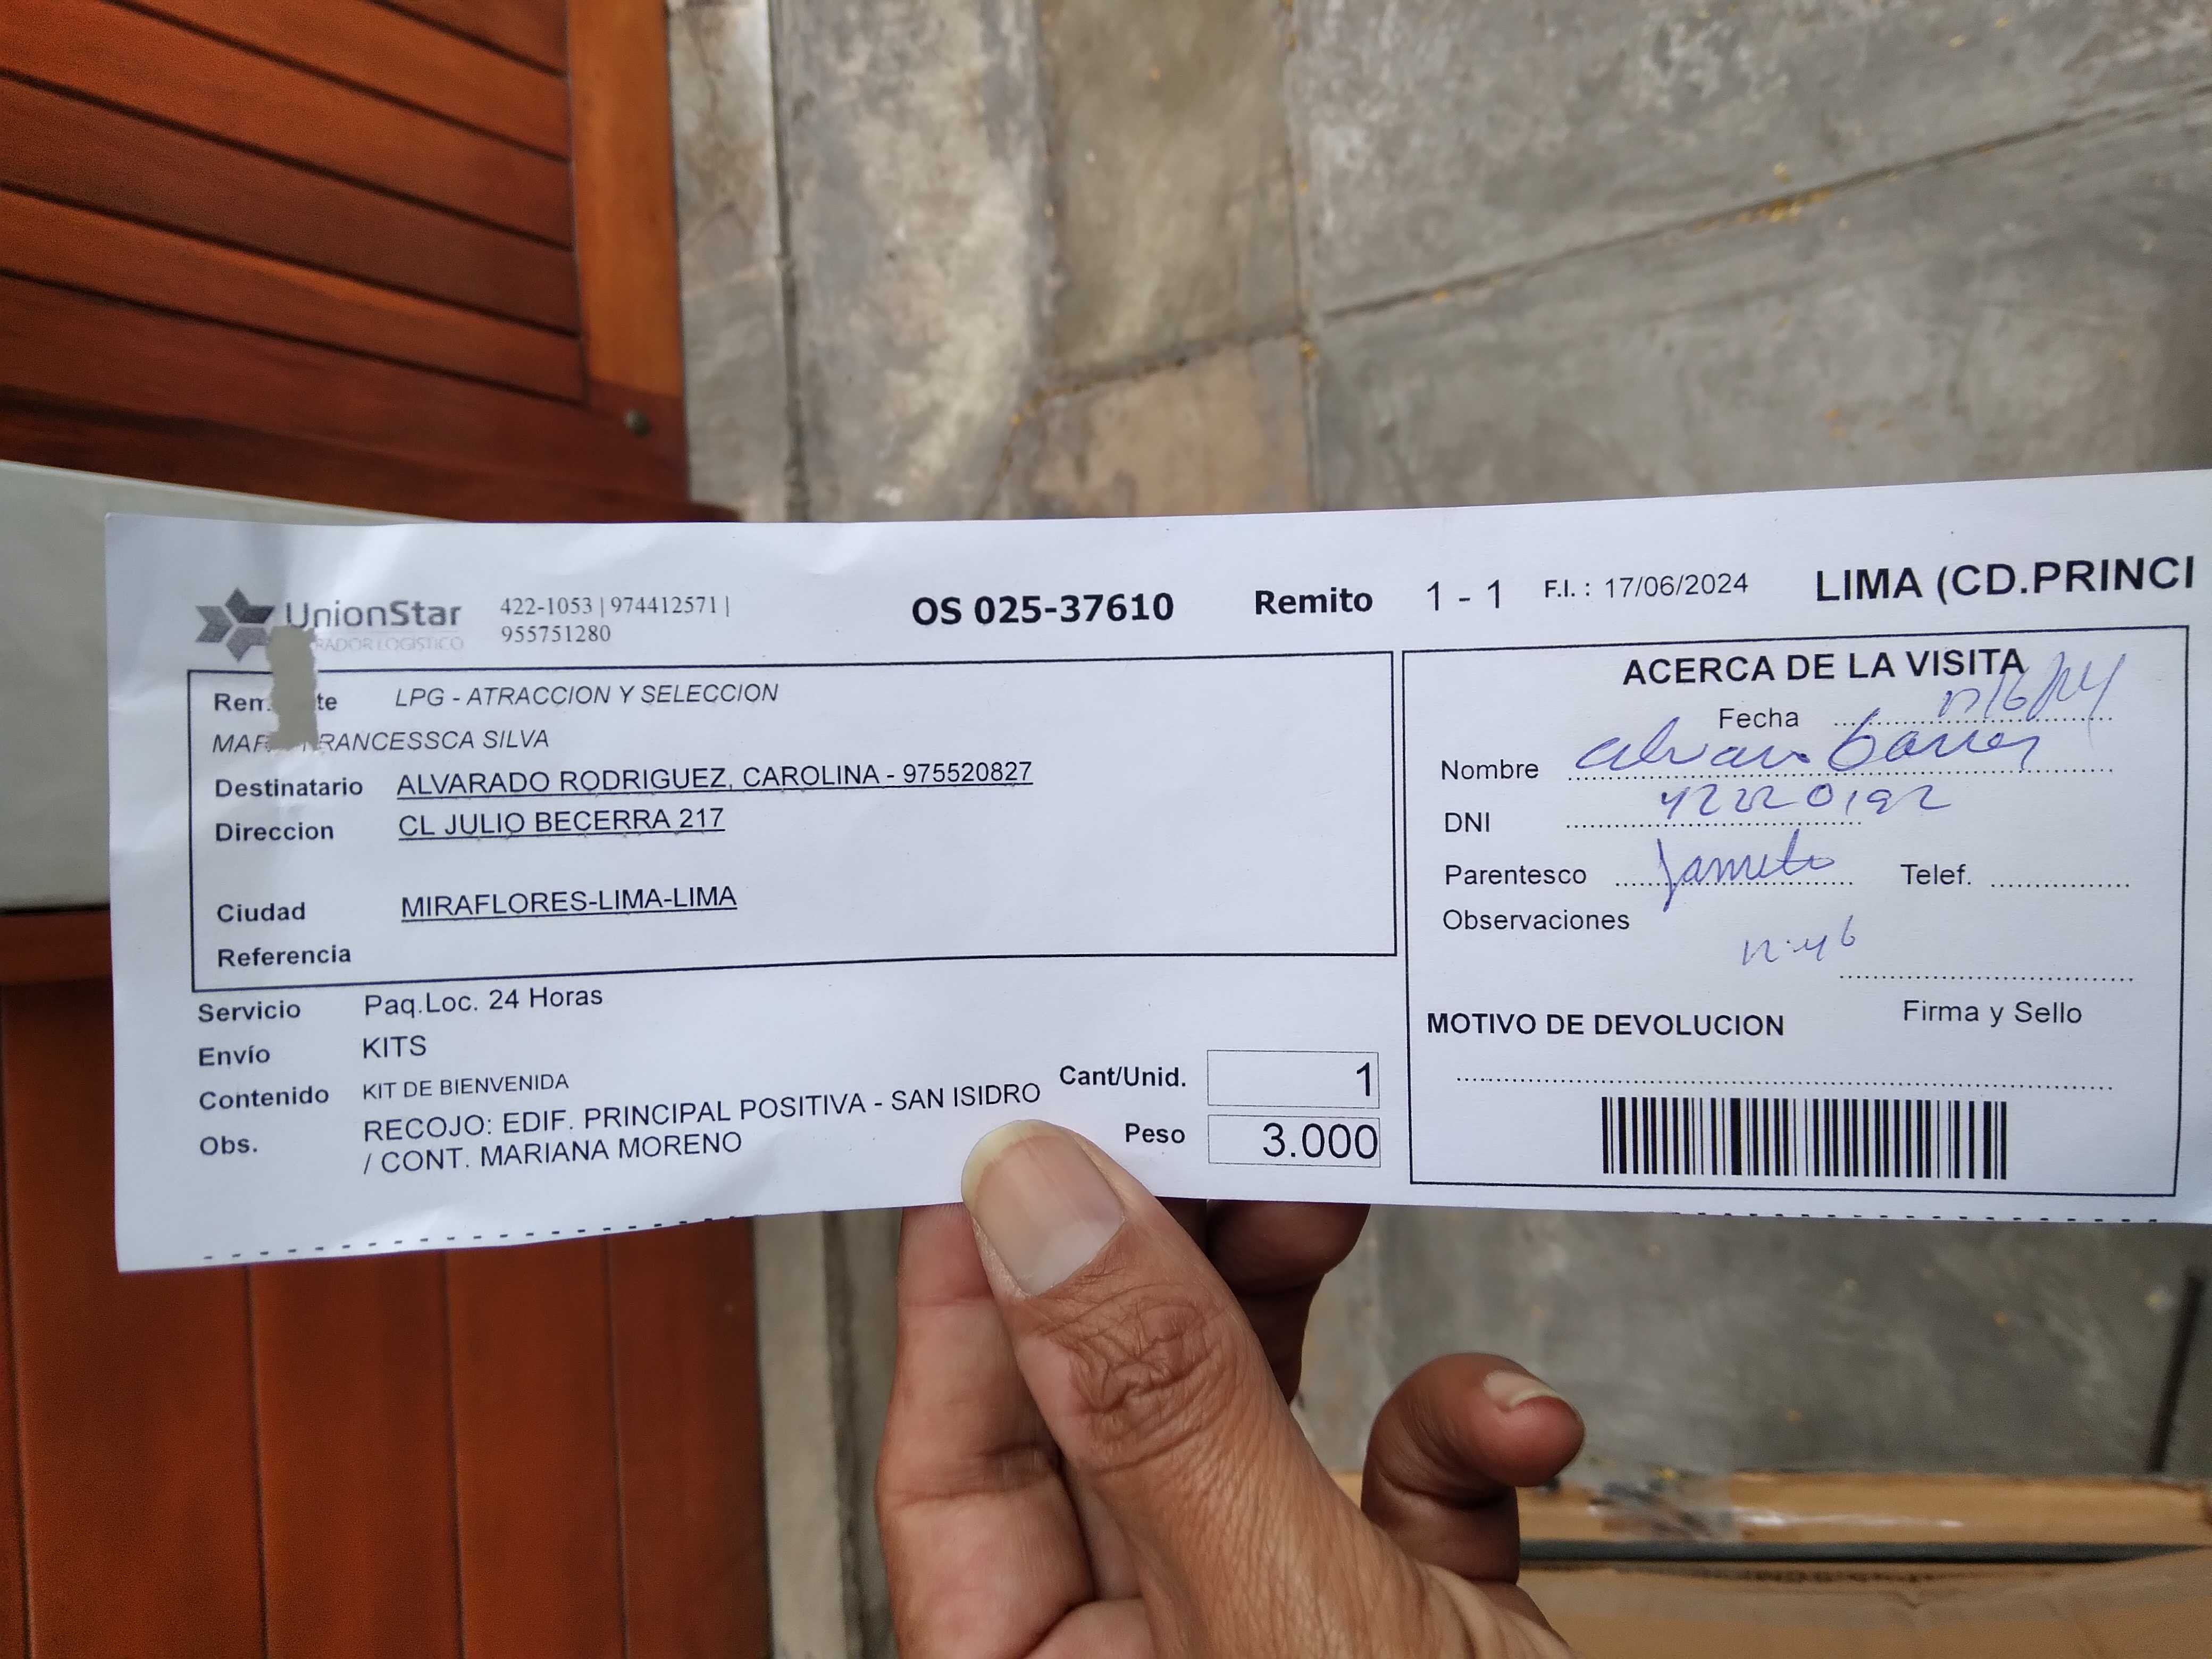 UnionStar
RADOR LOGISTICO
422-1053 | 974412571 |
955751280
OS 025-37610
Remito 1 - 1
F.I. : 17/06/2024
LIMA (CD.PRINCI
LPG - ATRACCION Y SELECCION
SILVA
Destinatario ALVARADO RODRIGUEZ, CAROLINA - 975520827
Direccion CL JULIO BECERRA 217
Ciudad MIRAFLORES-LIMA-LIMA
Referencia
Servicio Paq.Loc. 24 Horas
Envío KITS
Contenido KIT DE BIENVENIDA
Obs. RECOJO: EDIF. PRINCIPAL POSITIVA - SAN ISIDRO
/ CONT. MARIANA MORENO
Cant/Unid. 1
Peso 3.000
ACERCA DE LA VISITA
Fecha
Nombre
DNI 42220192
Parentesco
Telef.
Observaciones
Firma y Sello
MOTIVO DE DEVOLUCION